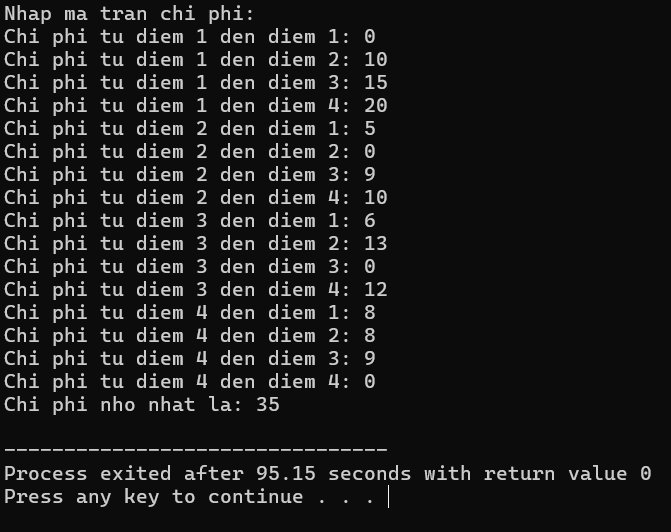 Nhap ma tran chi phi:
Chi phi tu diem 1 den diem 1: 0
Chi phi tu diem 1 den diem 2: 10
Chi phi tu diem 1 den diem 3: 15
Chi phi tu diem 1 den diem 4: 20
Chi phi tu diem 2 den diem 1: 5
Chi phi tu diem 2 den diem 2: 0
Chi phi tu diem 2 den diem 3: 9
Chi phi tu diem 2 den diem 4: 10
Chi phi tu diem 3 den diem 1: 6
Chi phi tu diem 3 den diem 2: 13
Chi phi tu diem 3 den diem 3: 0
Chi phi tu diem 3 den diem 4: 12
Chi phi tu diem 4 den diem 1: 8
Chi phi tu diem 4 den diem 2: 8
Chi phi tu diem 4 den diem 3: 9
Chi phi tu diem 4 den diem 4: 0
Chi phi nho nhat la: 35
--------------------------------
Process exited after 95.15 seconds with return value 0
Press any key to continue . . .